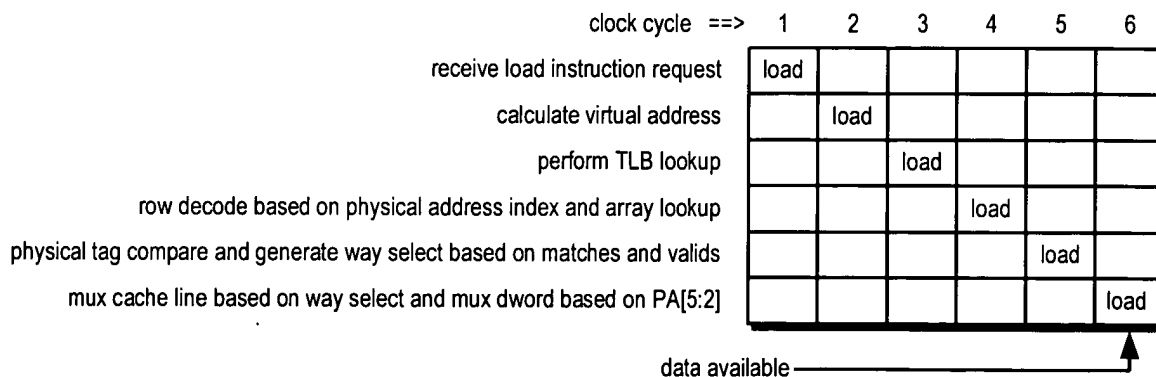 clock cycle ==> 1 2 3 4 5 6
receive load instruction request load
calculate virtual address load
perform TLB lookup load
row decode based on physical address index and array lookup load
physical tag compare and generate way select based on matches and valids load
mux cache line based on way select and mux dword based on PA[5:2] load
data available